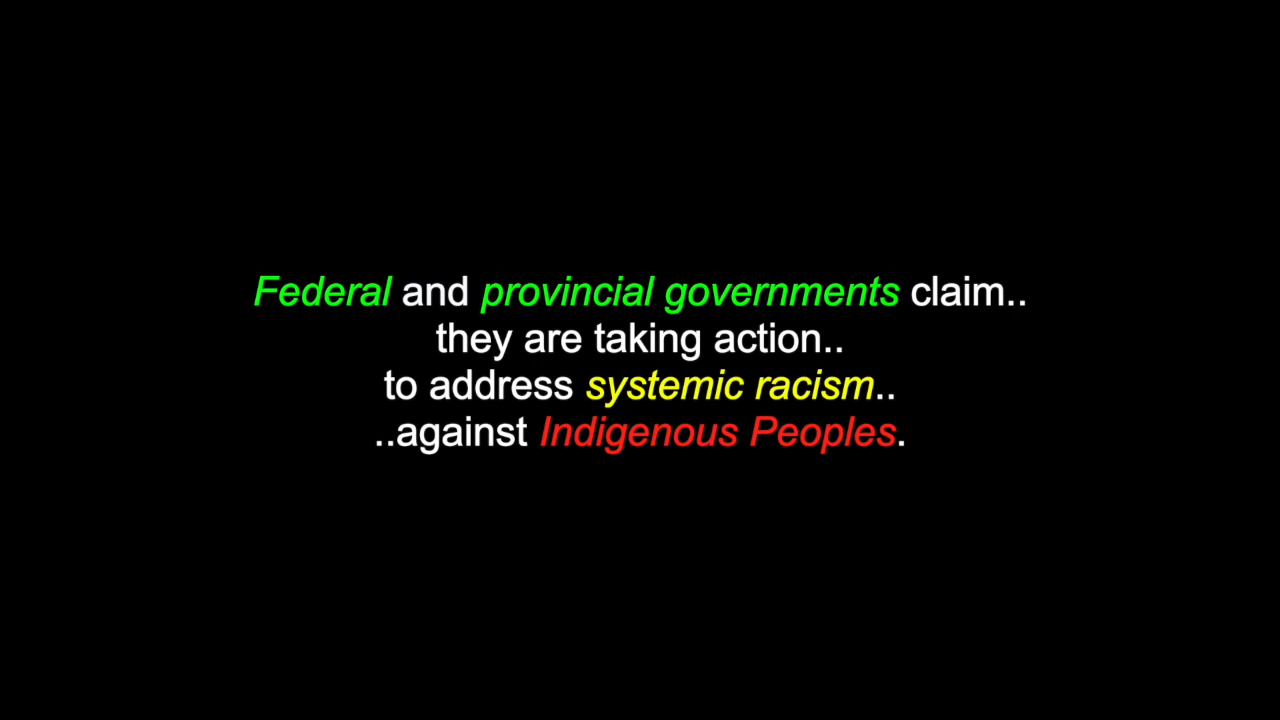 Federal and provincial governments claim..
they are taking action..
to address systemic racism..
..against Indigenous Peoples.